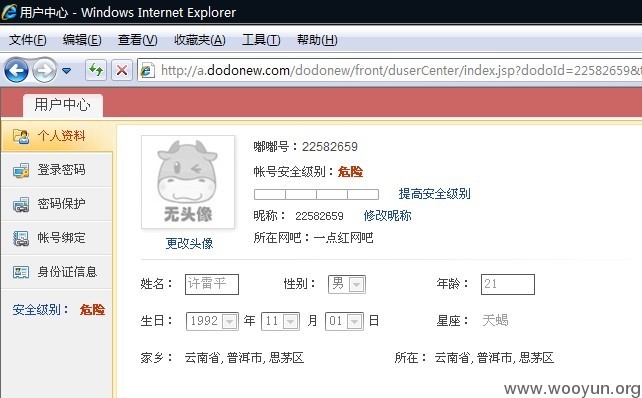 用户中心 - Windows Internet Explorer
文件(F) 编辑(E) 查看(V) 收藏夹(A) 工具(T) 帮助(H)
http://a.dodonew.com/dodonew/front/duserCenter/index.jsp?dodoId=22582659&t
用户中心
个人资料
登录密码
密码保护
帐号绑定
身份证信息
安全级别： 危险
无头像
更改头像
嘟嘟号：22582659
帐号安全级别：危险
提高安全级别
昵称： 22582659 修改昵称
所在网吧：一点红网吧
姓名： 许雷平 性别： 男 年龄： 21
生日： 1992 年 11 月 01 日 星座： 天蝎
家乡： 云南省, 普洱市, 思茅区 所在： 云南省, 普洱市, 思茅区
www.wooyun.org